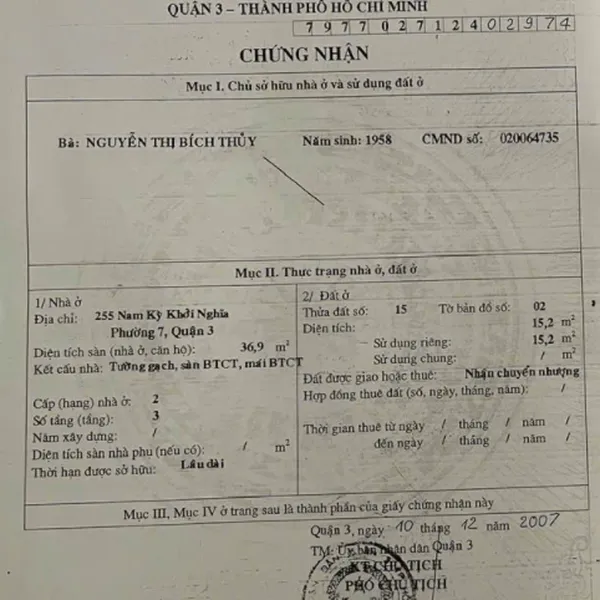 QUẬN 3 – THÀNH PHỐ HỒ CHÍ MINH
797702712402974
CHỨNG NHẬN
Mục I. Chủ sở hữu nhà ở và sử dụng đất ở
Bà: NGUYỄN THỊ BÍCH THỦY Năm sinh: 1958 CMND số: 020064735
Mục II. Thực trạng nhà ở, đất ở
1/ Nhà ở
Địa chỉ: 255 Nam Kỳ Khởi Nghĩa
Phường 7, Quận 3
Diện tích sàn (nhà ở, căn hộ): 36,9 m²
Kết cấu nhà: Tường gạch, sàn BTCT, mái BTCT
Cấp (hạng) nhà ở: 2
Số tầng (tầng): 3
Năm xây dựng: /
Diện tích sàn nhà phụ (nếu có): / m²
Thời hạn được sở hữu: Lâu dài
2/ Đất ở
Thửa đất số: 15 Tờ bản đồ số: 02
Diện tích: 15,2 m²
– Sử dụng riêng: 15,2 m²
Sử dụng chung: / m²
Đất được giao hoặc thuê: Nhận chuyển nhượng
Hợp đồng thuê đất (số, ngày, tháng, năm): /
Thời gian thuê từ ngày / tháng / năm /
đến ngày / tháng / năm /
Mục III, Mục IV ở trang sau là thành phần của giấy chứng nhận này
Quận 3, ngày 10 tháng 12 năm 2007
TM. Ủy ban nhân dân Quận 3
KT CHỦ TỊCH
PHÓ CHỦ TỊCH